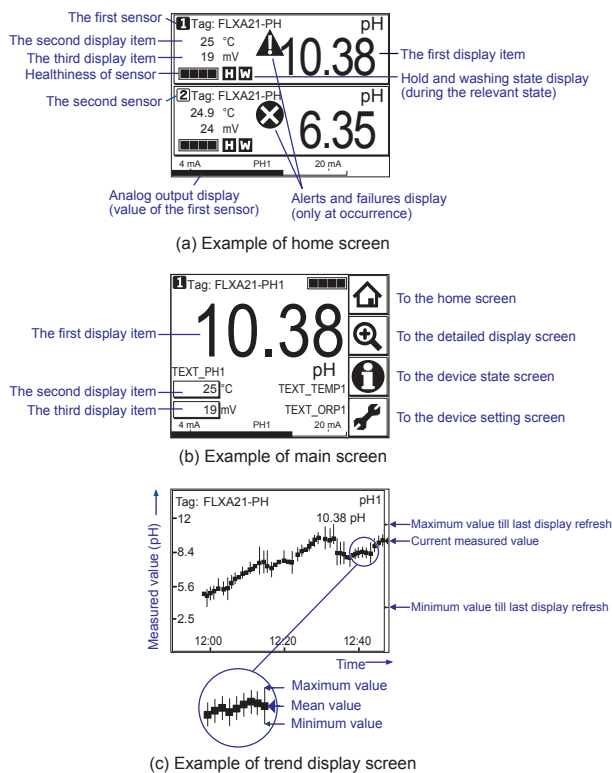 The first sensor
1 Tag: FLXA21-PH
pH
The second display item
25 °C
The third display item
19 mV
10.38
The first display item
Healthiness of sensor
H W
Hold and washing state display
(during the relevant state)
The second sensor
2 Tag: FLXA21-PH
pH
24.9 °C
24 mV
6.35
H W
4 mA PH1 20 mA
Analog output display
(value of the first sensor)
Alerts and failures display
(only at occurrence)
(a) Example of home screen
1 Tag: FLXA21-PH1
To the home screen
The first display item
10.38
To the detailed display screen
TEXT_PH1
pH
To the device state screen
The second display item
25 °C
TEXT_TEMP1
The third display item
19 mV
TEXT_ORP1
To the device setting screen
4 mA PH1 20 mA
(b) Example of main screen
Measured value (pH)
Tag: FLXA21-PH
pH1
12
10.38 pH
Maximum value till last display refresh
Current measured value
8.4
5.6
Minimum value till last display refresh
2.5
12:00 12:20 12:40
Time
Maximum value
Mean value
Minimum value
(c) Example of trend display screen